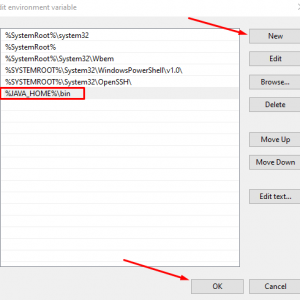 dit environment variable
%SystemRoot%\system32
%SystemRoot%
%SystemRoot%\System32\Wbem
%SYSTEMROOT%\System32\WindowsPowerShell\v1.0\
%SYSTEMROOT%\System32\OpenSSH\
%JAVA_HOME%\bin
New
Edit
Browse...
Delete
Move Up
Move Down
Edit text...
OK
Cancel